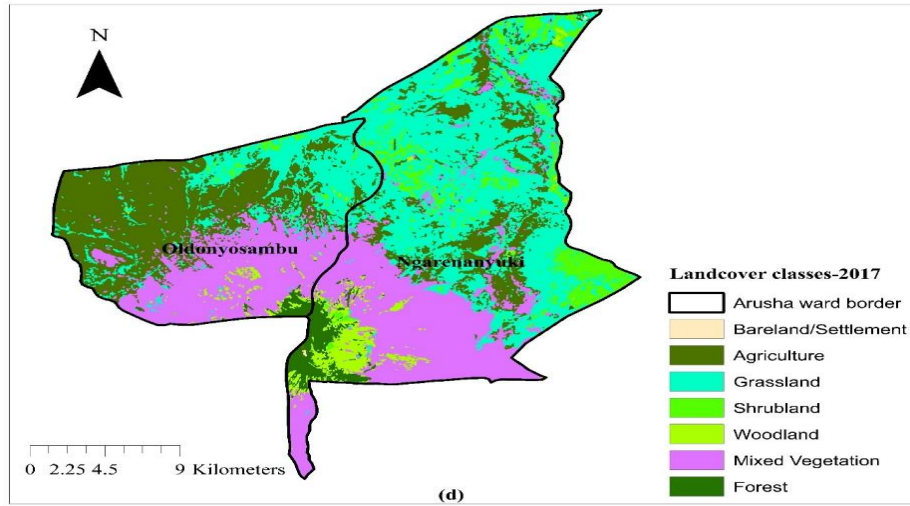 N
Oldonyosambu
Ngarenanyuki
Landcover classes-2017
Arusha ward border
Bareland/Settlement
Agriculture
Grassland
Shrubland
Woodland
Mixed Vegetation
Forest
0 2.25 4.5 9 Kilometers
(d)